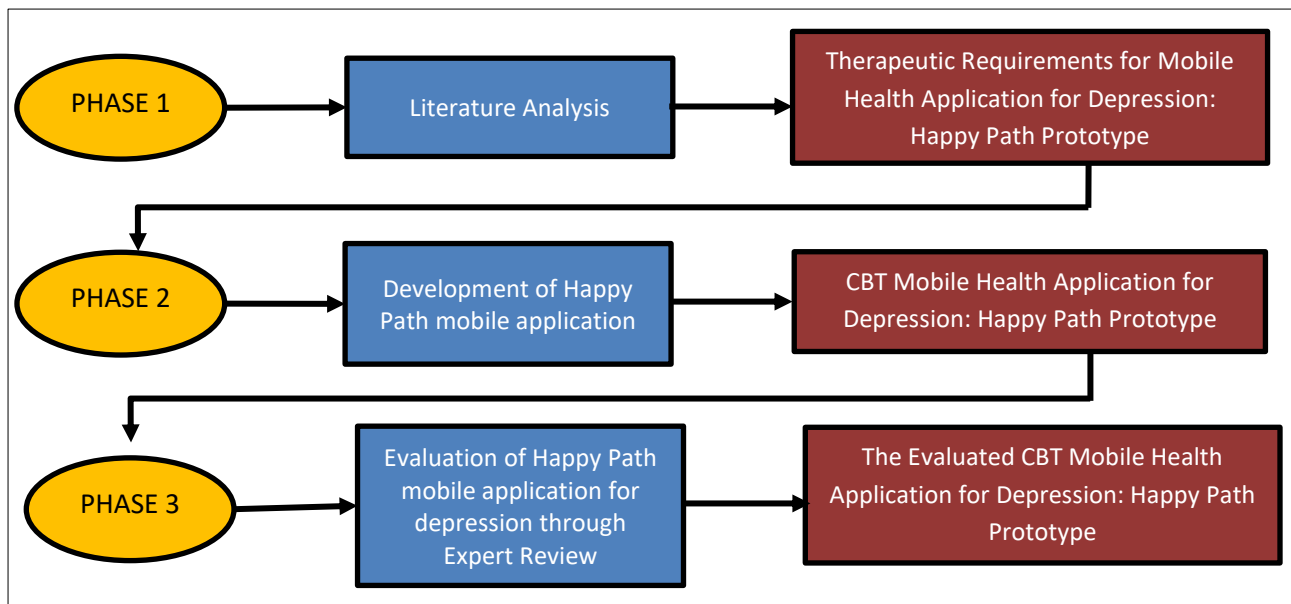 PHASE 1
Literature Analysis
Therapeutic Requirements for Mobile
Health Application for Depression:
Happy Path Prototype
PHASE 2
Development of Happy
Path mobile application
CBT Mobile Health Application for
Depression: Happy Path Prototype
PHASE 3
Evaluation of Happy Path
mobile application for
depression through
Expert Review
The Evaluated CBT Mobile Health
Application for Depression: Happy Path
Prototype